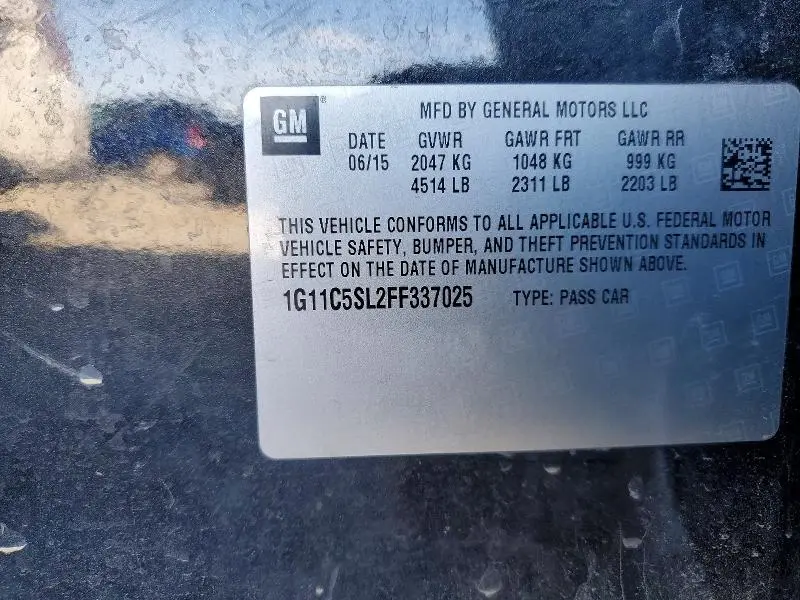 GM® MFD BY GENERAL MOTORS LLC
DATE GVWR GAWR FRT GAWR RR
06/15 2047 KG 1048 KG 999 KG
4514 LB 2311 LB 2203 LB
THIS VEHICLE CONFORMS TO ALL APPLICABLE U.S. FEDERAL MOTOR
VEHICLE SAFETY, BUMPER, AND THEFT PREVENTION STANDARDS IN
EFFECT ON THE DATE OF MANUFACTURE SHOWN ABOVE.
1G11C5SL2FF337025 TYPE: PASS CAR